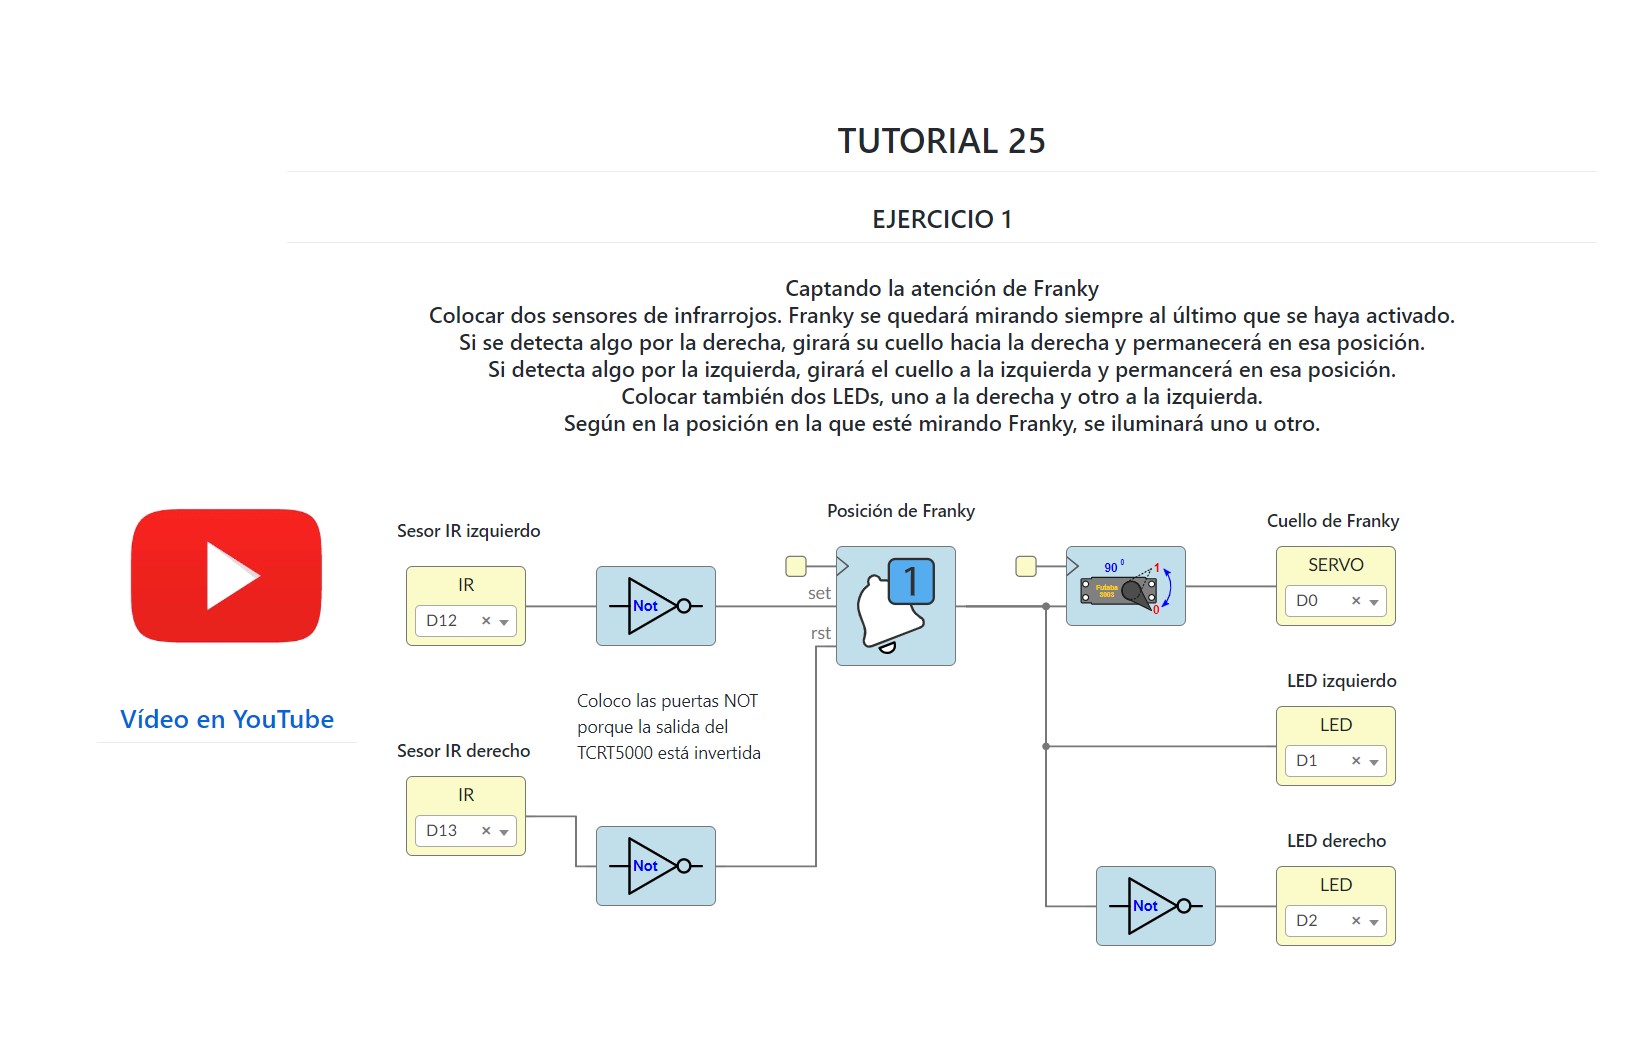 TUTORIAL 25
EJERCICIO 1
Captando la atención de Franky
Colocar dos sensores de infrarrojos. Franky se quedará mirando siempre al último que se haya activado.
Si se detecta algo por la derecha, girará su cuello hacia la derecha y permanecerá en esa posición.
Si detecta algo por la izquierda, girará el cuello a la izquierda y permancerá en esa posición.
Colocar también dos LEDs, uno a la derecha y otro a la izquierda.
Según en la posición en la que esté mirando Franky, se iluminará uno u otro.
Vídeo en YouTube
Sesor IR izquierdo
IR
D12 ×
Not
Coloco las puertas NOT
porque la salida del
TCRT5000 está invertida
Sesor IR derecho
IR
D13 ×
Not
Posición de Franky
set
rst
1
90 0
1
Futaba
3003
0
Cuello de Franky
SERVO
D0 ×
LED izquierdo
LED
D1 ×
LED derecho
Not
LED
D2 ×